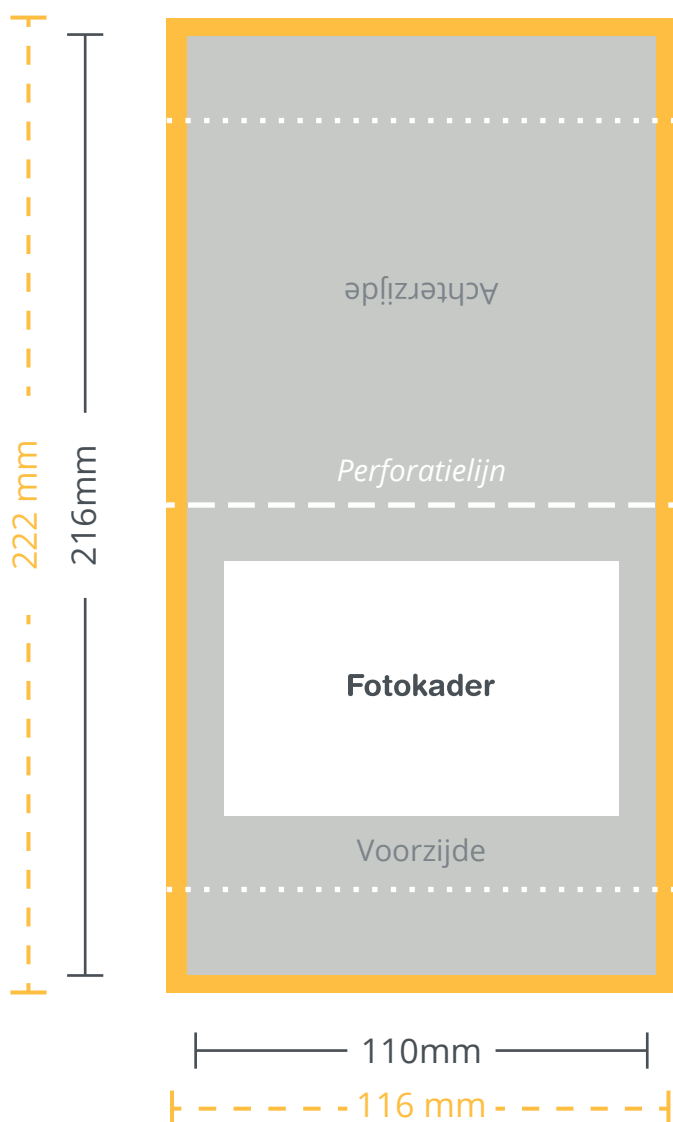 Achterzijde
Perforatielijn
222 mm
216mm
Fotokader
Voorzijde
110mm
116 mm